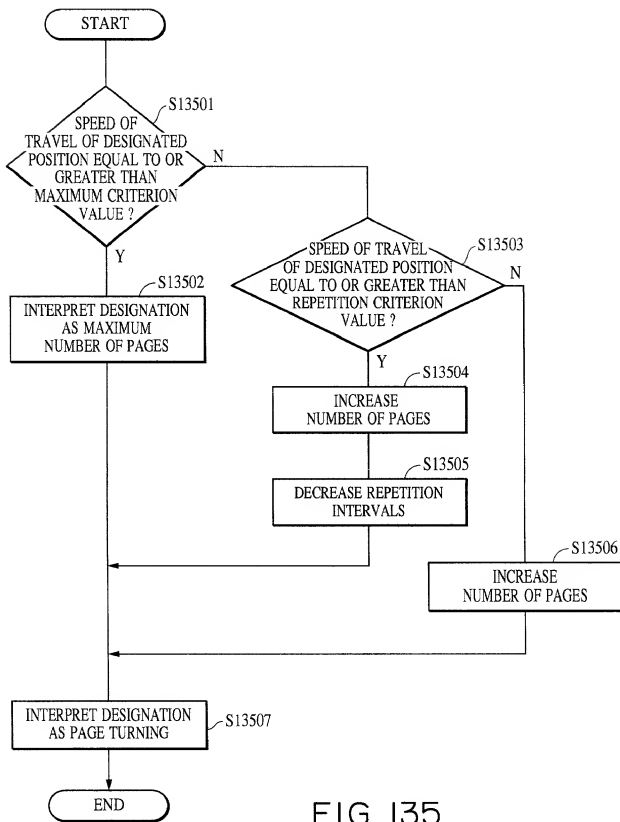 START
S13501
SPEED OF
TRAVEL OF DESIGNATED
POSITION EQUAL TO OR
GREATER THAN
MAXIMUM CRITERION
VALUE ?
N
Y
S13502
INTERPRET DESIGNATION
AS MAXIMUM
NUMBER OF PAGES
S13503
SPEED OF TRAVEL
OF DESIGNATED POSITION
EQUAL TO OR GREATER THAN
REPETITION CRITERION
VALUE ?
N
Y
S13504
INCREASE
NUMBER OF PAGES
S13505
DECREASE REPETITION
INTERVALS
S13506
INCREASE
NUMBER OF PAGES
INTERPRET DESIGNATION
AS PAGE TURNING
S13507
END
FIG. 135